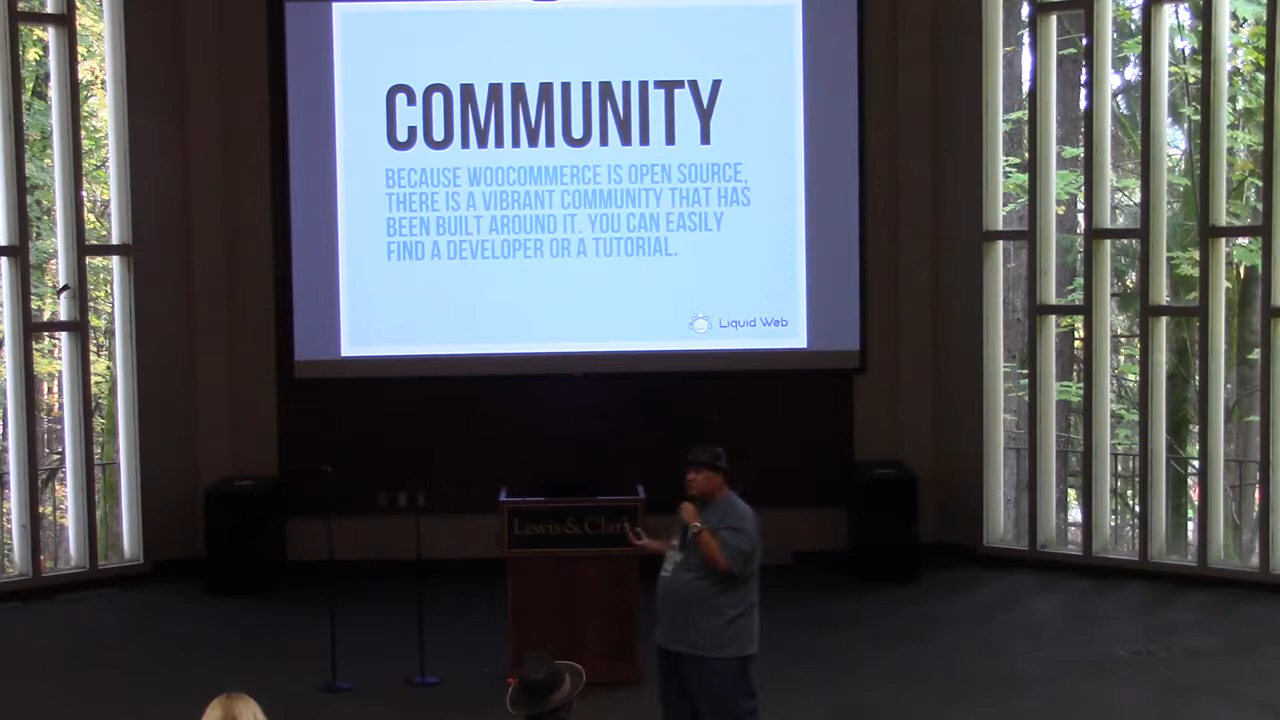 COMMUNITY
BECAUSE WOOCOMMERCE IS OPEN SOURCE,
THERE IS A VIBRANT COMMUNITY THAT HAS
BEEN BUILT AROUND IT. YOU CAN EASILY
FIND A DEVELOPER OR A TUTORIAL.
Liquid Web
Lewis & Clark